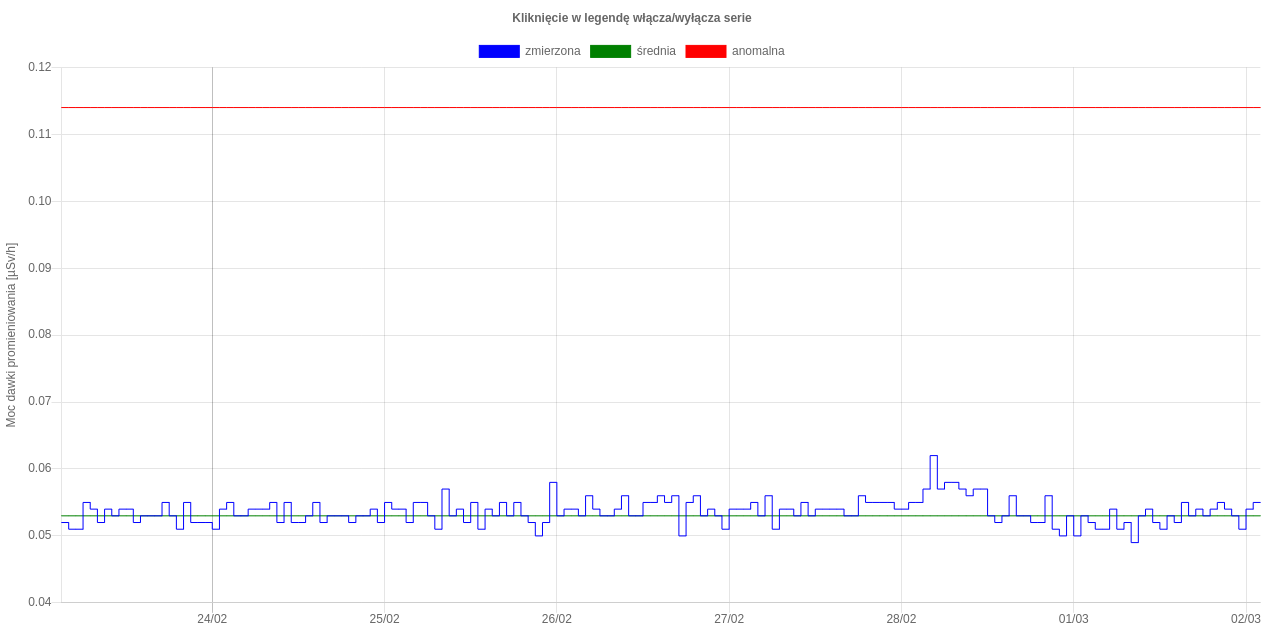 Kliknięcie w legendę włącza/wyłącza serie
zmierzona średnia anomalna
Moc dawki promieniowania [µSv/h]
0.12
0.11
0.10
0.09
0.08
0.07
0.06
0.05
0.04
24/02 25/02 26/02 27/02 28/02 01/03 02/03